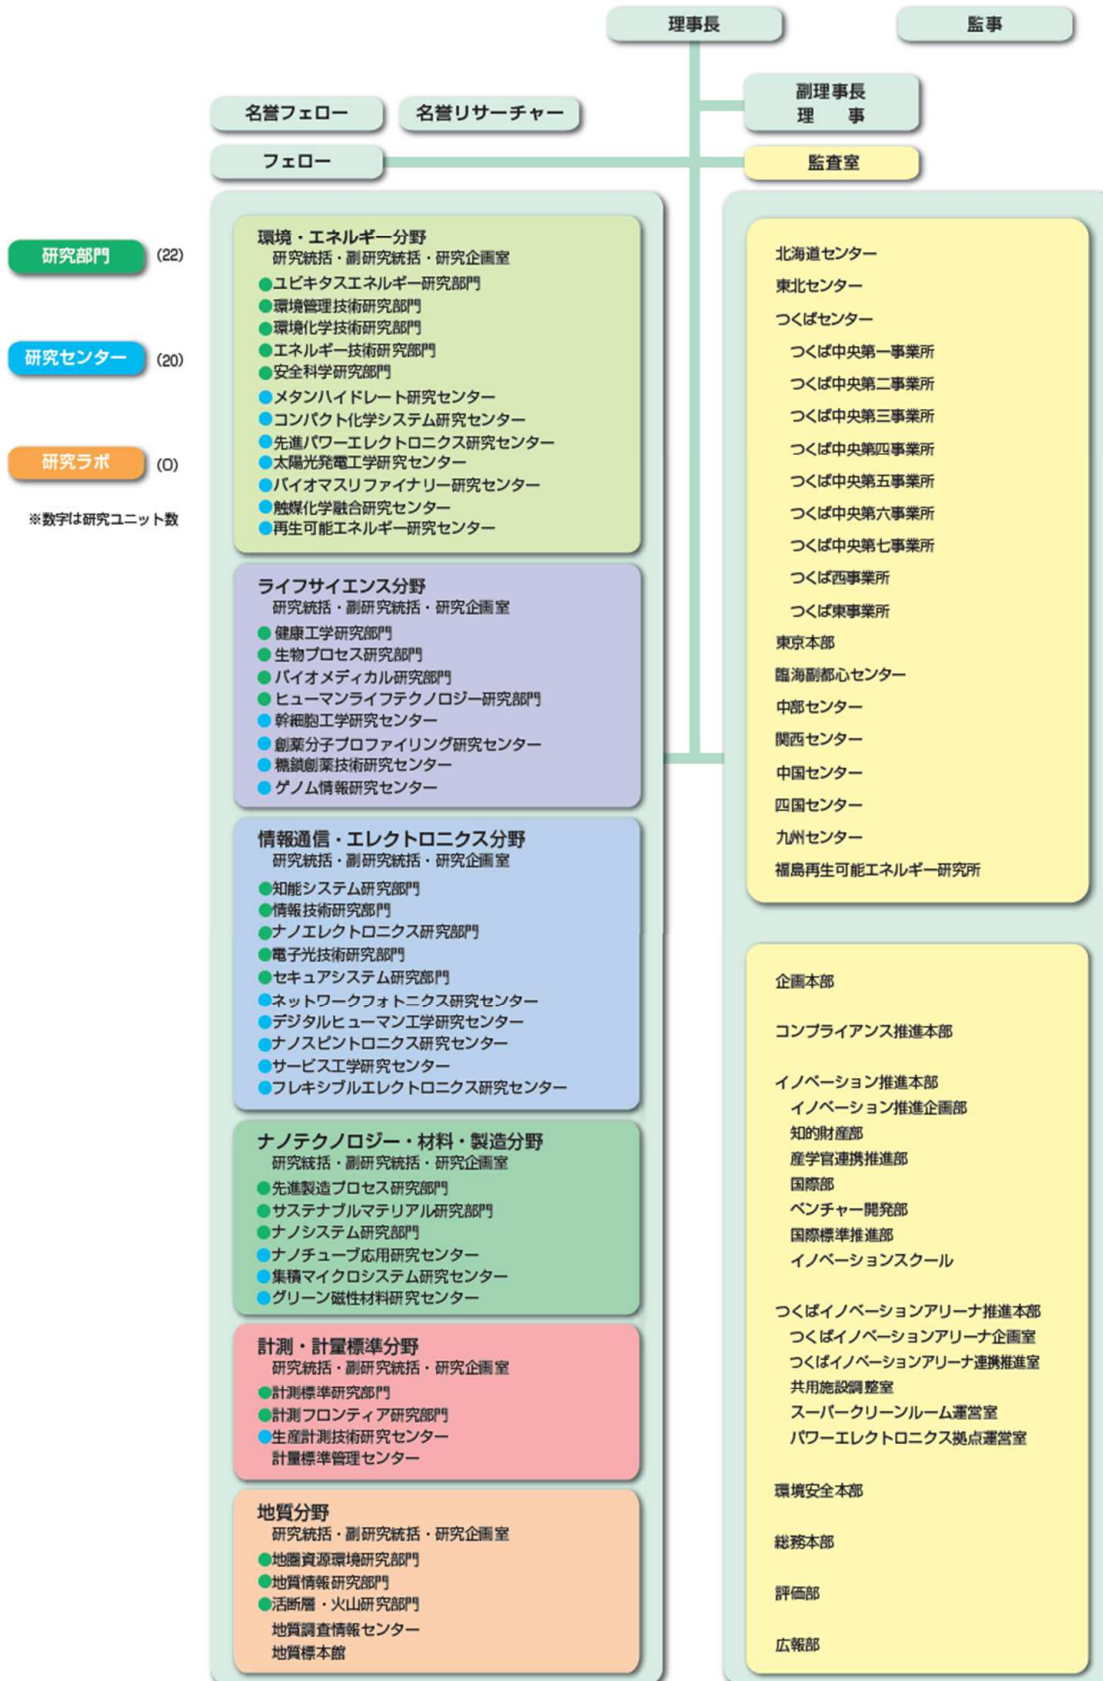 理事長
監事
副理事長
理　事
名誉フェロー
名誉リサーチャー
フェロー
監査室
研究部門 (22)
研究センター (20)
研究ラボ (0)
※数字は研究ユニット数
環境・エネルギー分野
研究統括・副研究統括・研究企画室
●ユビキタスエネルギー研究部門
●環境管理技術研究部門
●環境化学技術研究部門
●エネルギー技術研究部門
●安全科学研究部門
●メタンハイドレート研究センター
●コンパクト化学システム研究センター
●先進パワーエレクトロニクス研究センター
●太陽光発電工学研究センター
●バイオマスリファイナリー研究センター
●触媒化学融合研究センター
●再生可能エネルギー研究センター
ライフサイエンス分野
研究統括・副研究統括・研究企画室
●健康工学研究部門
●生物プロセス研究部門
●バイオメディカル研究部門
●ヒューマンライフテクノロジー研究部門
●幹細胞工学研究センター
●創薬分子プロファイリング研究センター
●糖鎖創薬技術研究センター
●ゲノム情報研究センター
情報通信・エレクトロニクス分野
研究統括・副研究統括・研究企画室
●知能システム研究部門
●情報技術研究部門
●ナノエレクトロニクス研究部門
●電子光技術研究部門
●セキュアシステム研究部門
●ネットワークフォトニクス研究センター
●デジタルヒューマン工学研究センター
●ナノスピントロニクス研究センター
●サービス工学研究センター
●フレキシブルエレクトロニクス研究センター
ナノテクノロジー・材料・製造分野
研究統括・副研究統括・研究企画室
●先進製造プロセス研究部門
●サステナブルマテリアル研究部門
●ナノシステム研究部門
●ナノチューブ応用研究センター
●集積マイクロシステム研究センター
●グリーン磁性材料研究センター
計測・計量標準分野
研究統括・副研究統括・研究企画室
●計測標準研究部門
●計測フロンティア研究部門
●生産計測技術研究センター
計量標準管理センター
地質分野
研究統括・副研究統括・研究企画室
●地圏資源環境研究部門
●地質情報研究部門
●活断層・火山研究部門
地質調査情報センター
地質標本館
北海道センター
東北センター
つくばセンター
つくば中央第一事業所
つくば中央第二事業所
つくば中央第三事業所
つくば中央第四事業所
つくば中央第五事業所
つくば中央第六事業所
つくば中央第七事業所
つくば西事業所
つくば東事業所
東京本部
臨海副都心センター
中部センター
関西センター
中国センター
四国センター
九州センター
福島再生可能エネルギー研究所
企画本部
コンプライアンス推進本部
イノベーション推進本部
イノベーション推進企画部
知的財産部
産学官連携推進部
国際部
ベンチャー開発部
国際標準推進部
イノベーションスクール
つくばイノベーションアリーナ推進本部
つくばイノベーションアリーナ企画室
つくばイノベーションアリーナ連携推進室
共用施設調整室
スーパークリーンルーム運営室
パワーエレクトロニクス拠点運営室
環境安全本部
総務本部
評価部
広報部